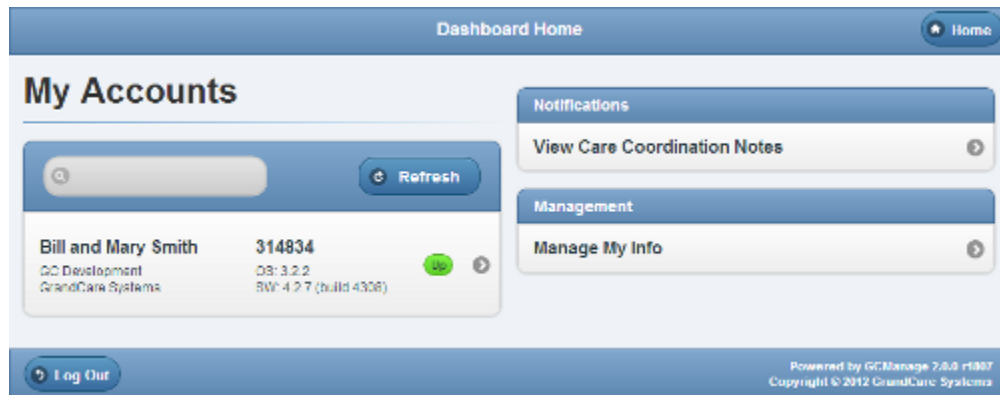 Dashboard Home
Home
My Accounts
Refresh
Bill and Mary Smith
GC Development
GrandCare Systems
314834
OS: 3.2.2
SW: 4.2.7 (build 4306)
Up
Notifications
View Care Coordination Notes
Management
Manage My Info
Log Out
Powered by GCManage 2.0.0 r1807
Copyright © 2012 GrandCare Systems